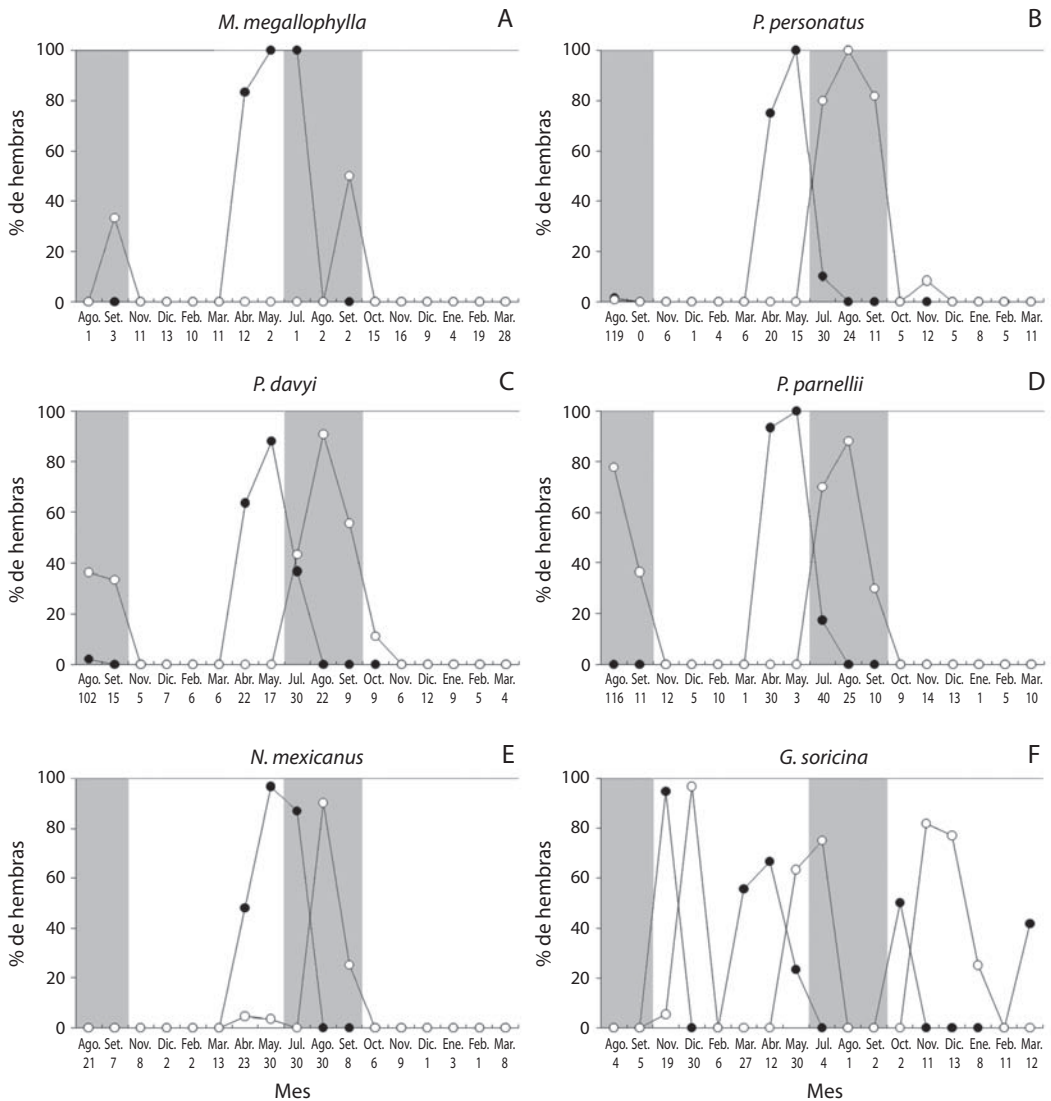 M. megallophylla A
% de hembras
100
80
60
40
20
0
Ago. Set. Nov. Dic. Feb. Mar. Abr. May. Jul. Ago. Set. Oct. Nov. Dic. Ene. Feb. Mar.
1 3 11 13 10 11 12 2 1 2 2 15 16 9 4 19 28
P. personatus B
% de hembras
100
80
60
40
20
0
Ago. Set. Nov. Dic. Feb. Mar. Abr. May. Jul. Ago. Set. Oct. Nov. Dic. Ene. Feb. Mar.
119 0 6 1 4 6 20 15 30 24 11 5 12 5 8 5 11
P. davyi C
% de hembras
100
80
60
40
20
0
Ago. Set. Nov. Dic. Feb. Mar. Abr. May. Jul. Ago. Set. Oct. Nov. Dic. Ene. Feb. Mar.
102 15 5 7 6 6 22 17 30 22 9 9 6 12 9 5 4
P. parnellii D
% de hembras
100
80
60
40
20
0
Ago. Set. Nov. Dic. Feb. Mar. Abr. May. Jul. Ago. Set. Oct. Nov. Dic. Ene. Feb. Mar.
116 11 12 5 10 1 30 3 40 25 10 9 14 13 1 5 10
N. mexicanus E
% de hembras
100
80
60
40
20
0
Ago. Set. Nov. Dic. Feb. Mar. Abr. May. Jul. Ago. Set. Oct. Nov. Dic. Ene. Feb. Mar.
21 7 8 2 2 13 23 30 30 30 8 6 9 1 3 1 8
Mes
G. soricina F
% de hembras
100
80
60
40
20
0
Ago. Set. Nov. Dic. Feb. Mar. Abr. May. Jul. Ago. Set. Oct. Nov. Dic. Ene. Feb. Mar.
4 5 19 30 6 27 12 30 4 1 2 2 11 13 8 11 12
Mes